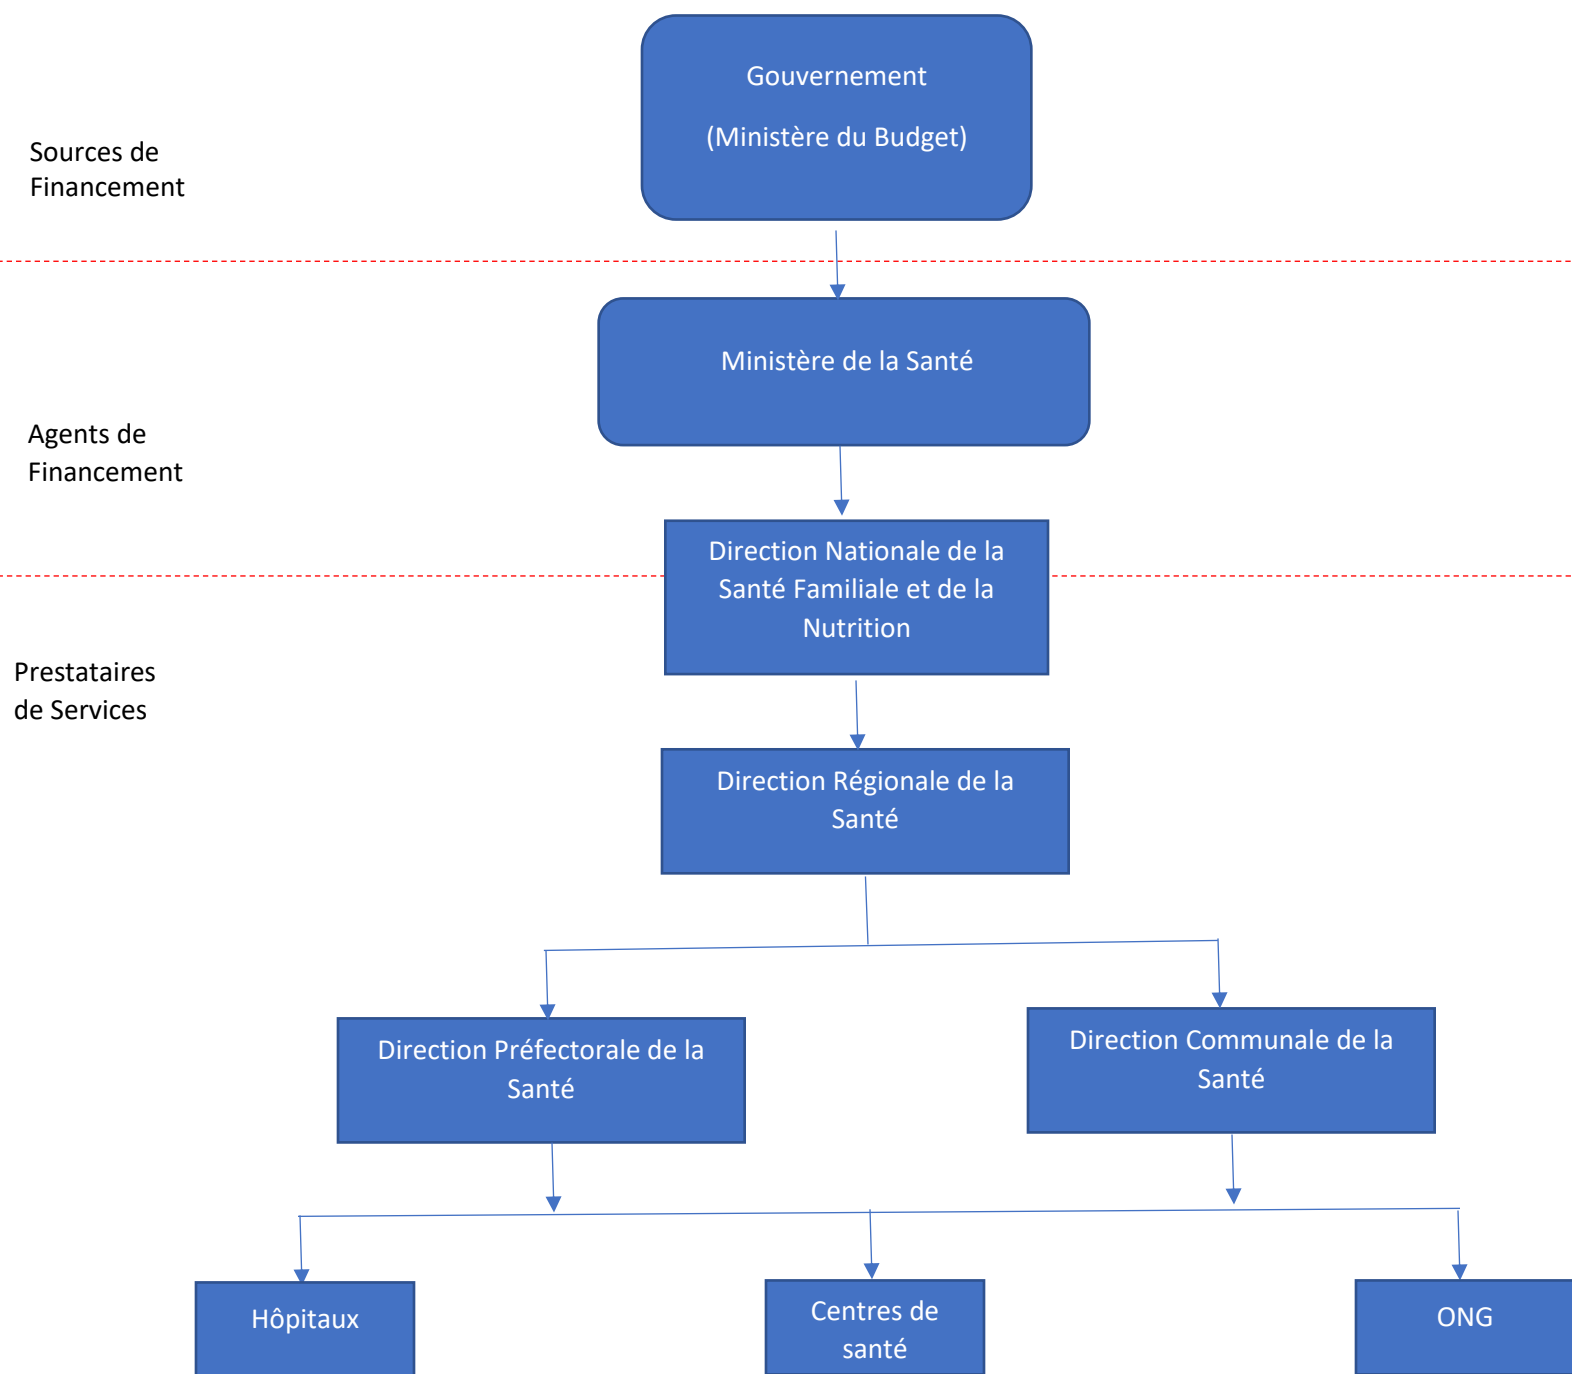 Gouvernement
(Ministère du Budget)
Sources de
Financement
Ministère de la Santé
Agents de
Financement
Direction Nationale de la
Santé Familiale et de la
Nutrition
Prestataires
de Services
Direction Régionale de la
Santé
Direction Préfectorale de la
Santé
Direction Communale de la
Santé
Hôpitaux
Centres de
santé
ONG